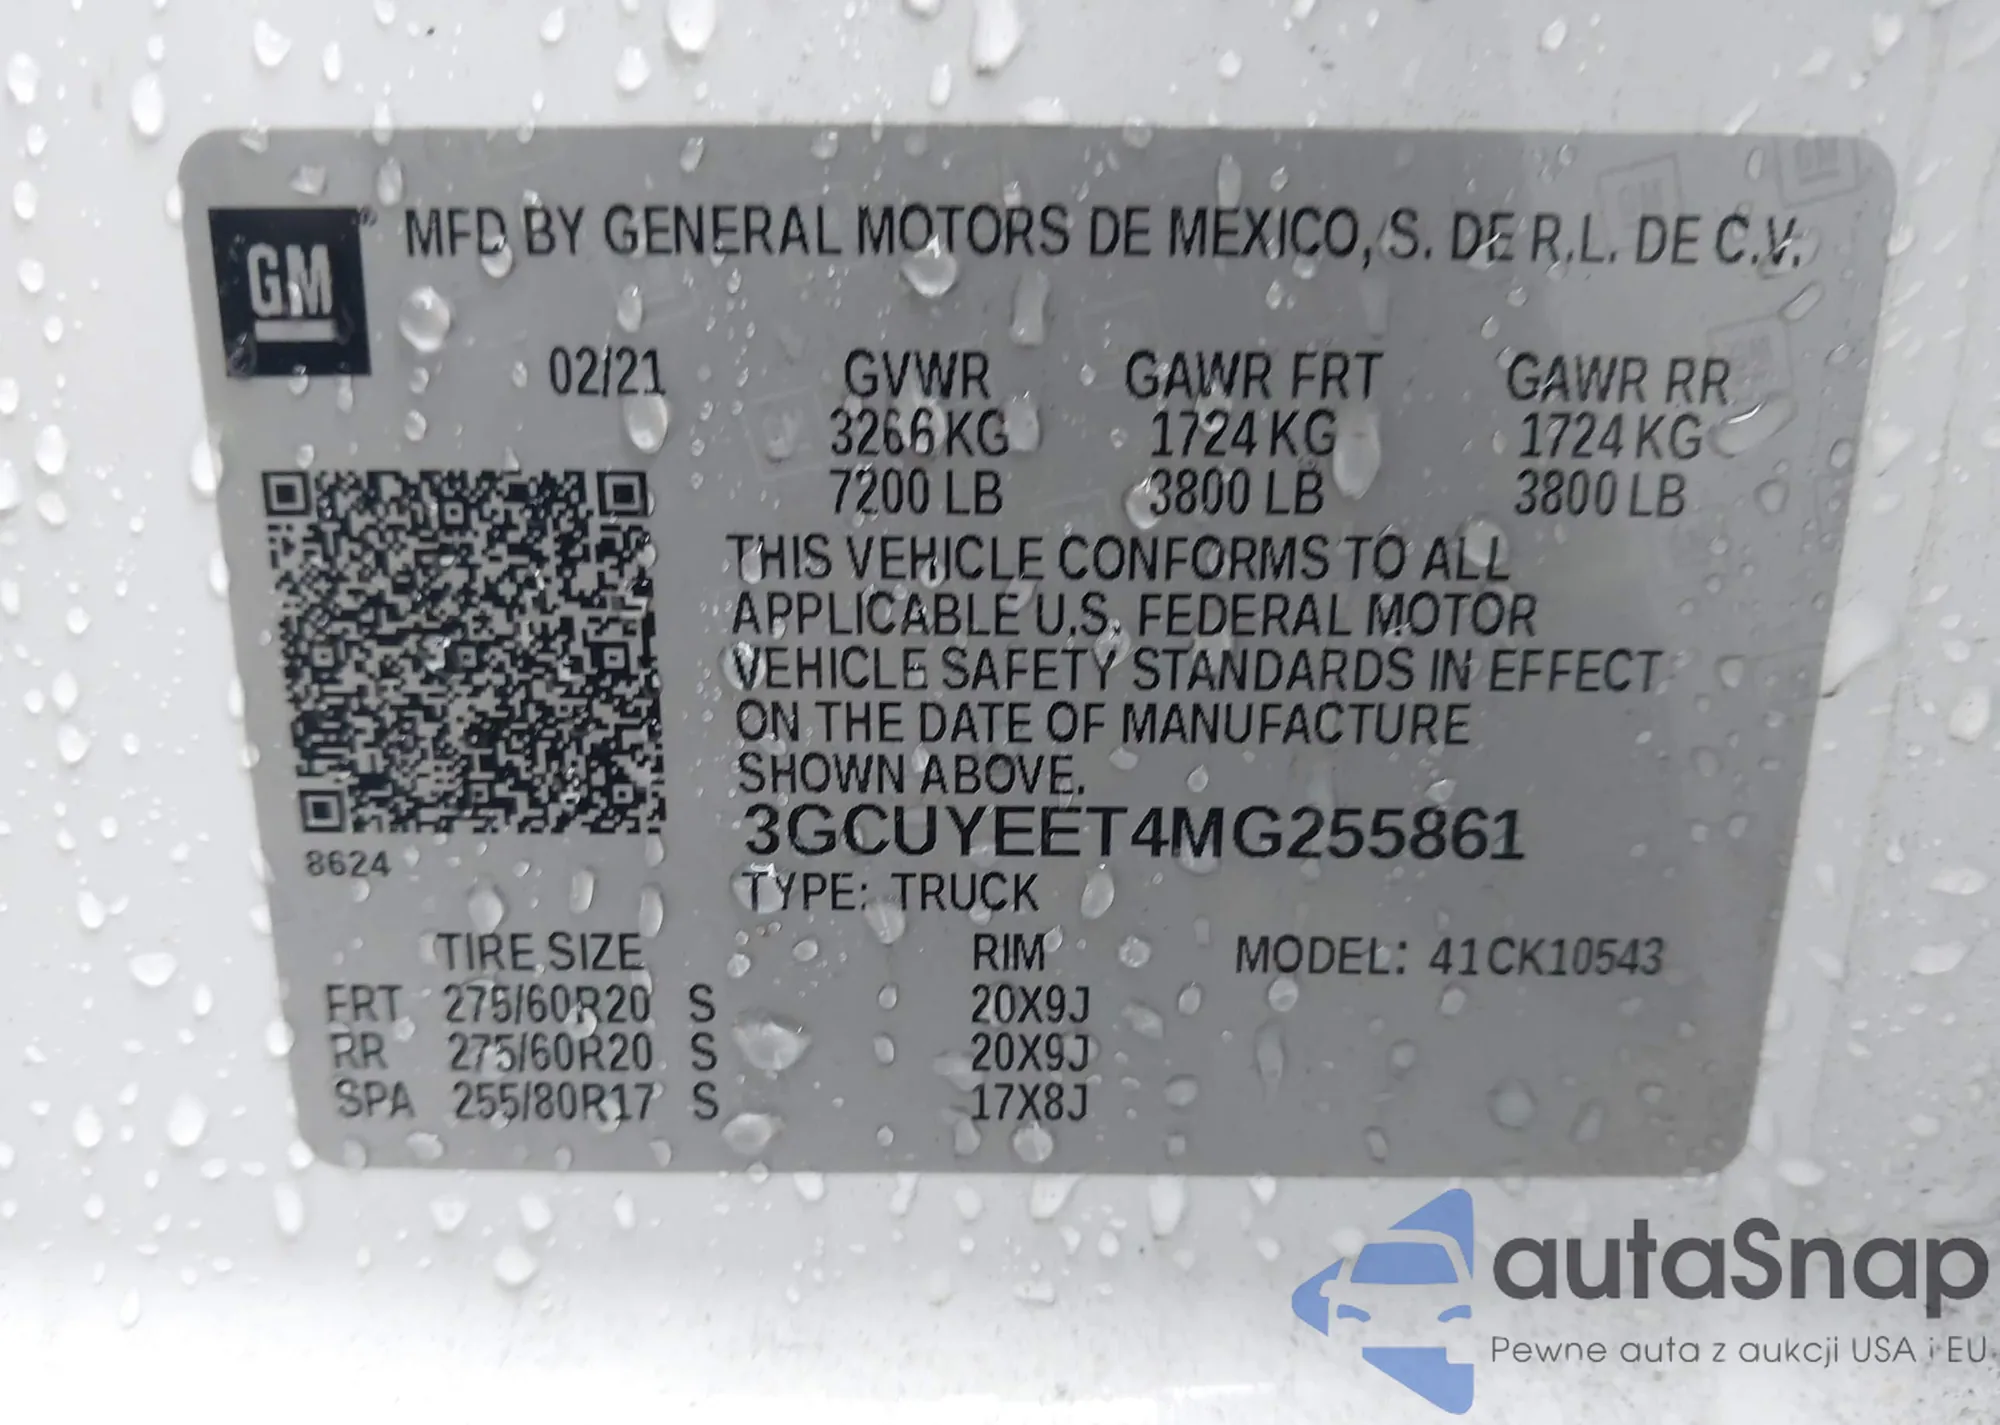 GM® MFD BY GENERAL MOTORS DE MEXICO, S. DE R.L. DE C.V.
02/21 GVWR GAWR FRT GAWR RR
3266 KG 1724 KG 1724 KG
7200 LB 3800 LB 3800 LB
THIS VEHICLE CONFORMS TO ALL
APPLICABLE U.S. FEDERAL MOTOR
VEHICLE SAFETY STANDARDS IN EFFECT
ON THE DATE OF MANUFACTURE
SHOWN ABOVE.
3GCUYEET4MG255861
8624
TYPE: TRUCK
TIRE SIZE RIM MODEL: 41CK10543
FRT 275/60R20 S 20X9J
RR 275/60R20 S 20X9J
SPA 255/80R17 S 17X8J
autaSnap
Pewne auta z aukcji USA i EU